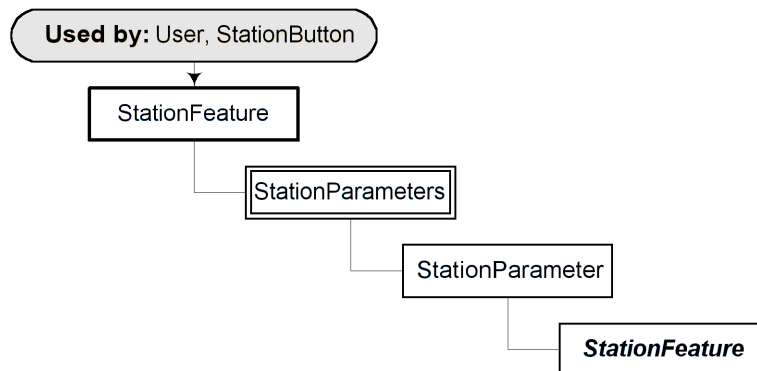 Used by: User, StationButton
StationFeature
StationParameters
StationParameter
StationFeature